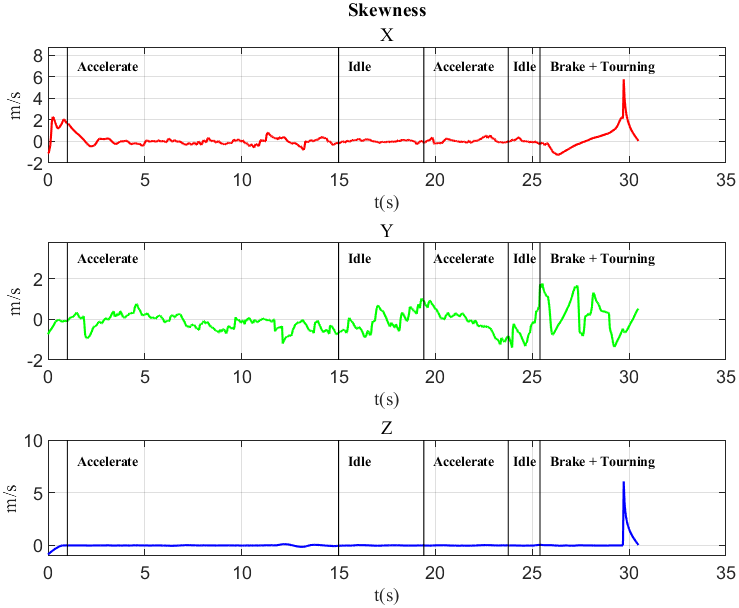 Skewness
X
8
6
4
2
0
-2
m/s
Accelerate
Idle
Accelerate
Idle
Brake + Tourning
0 5 10 15 20 25 30 35
t(s)
Y
2
0
-2
m/s
Accelerate
Idle
Accelerate
Idle
Brake + Tourning
0 5 10 15 20 25 30 35
t(s)
Z
10
5
0
m/s
Accelerate
Idle
Accelerate
Idle
Brake + Tourning
0 5 10 15 20 25 30 35
t(s)